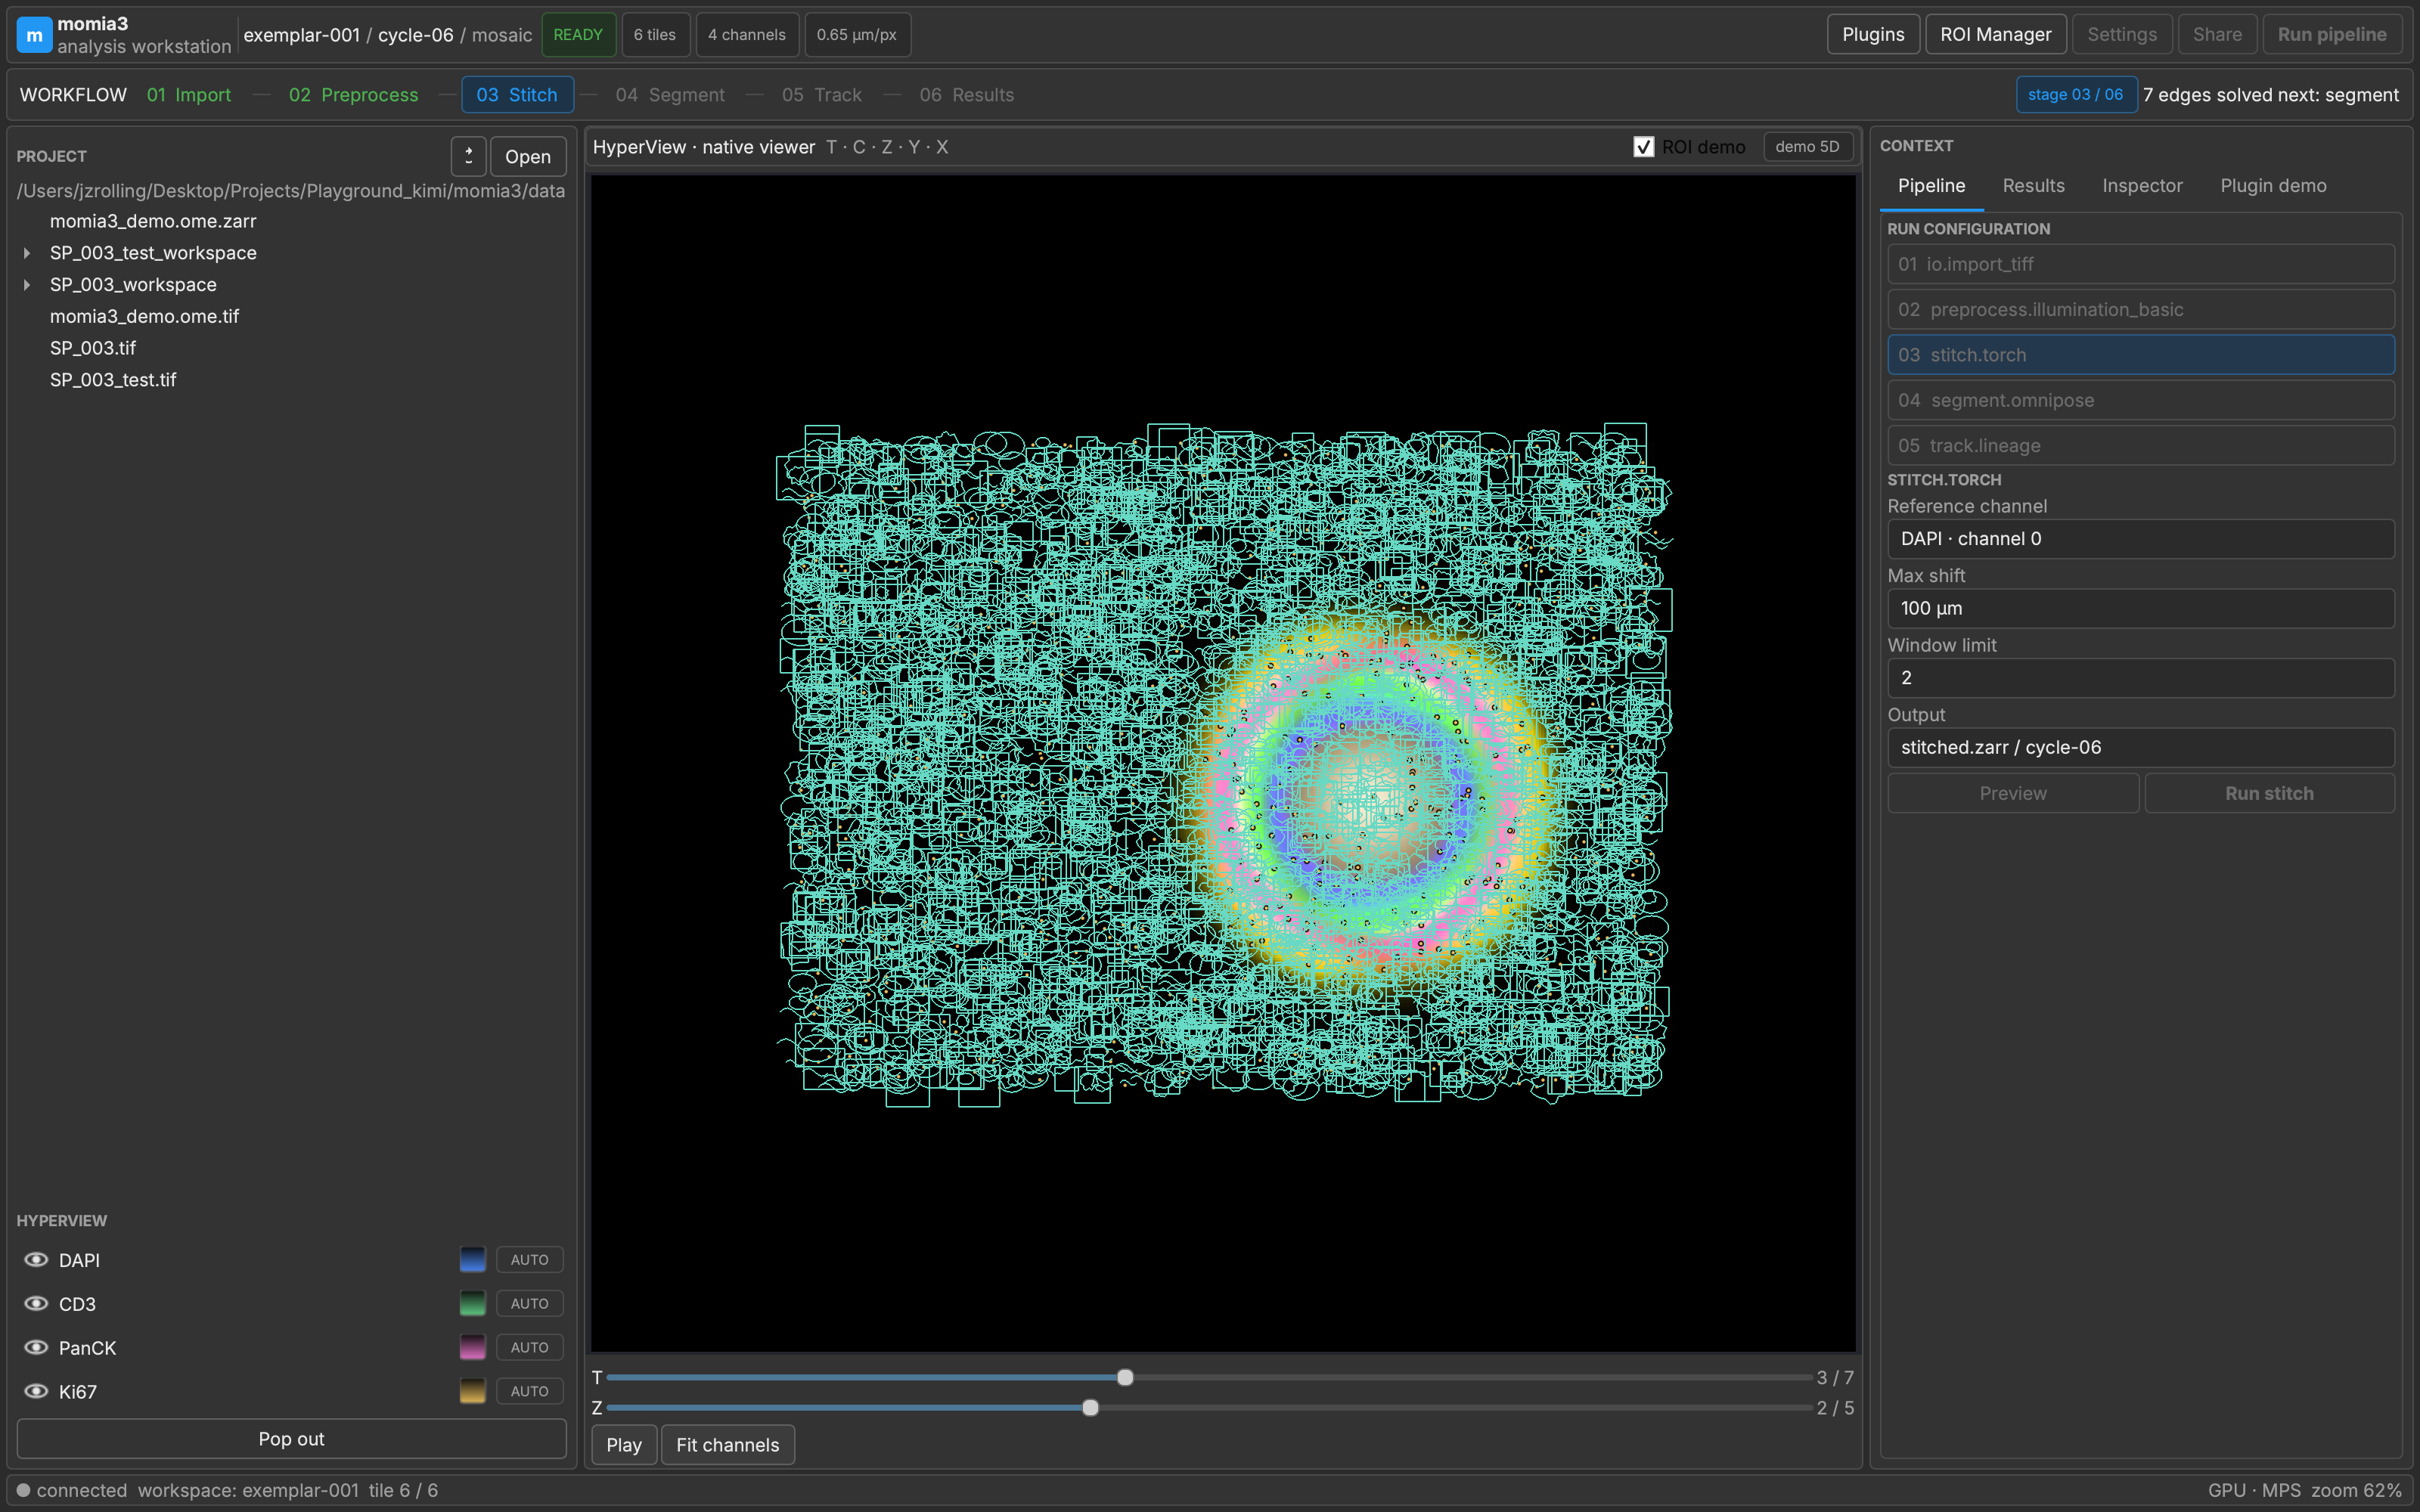 m momia3
analysis workstation
exemplar-001 / cycle-06 / mosaic READY 6 tiles 4 channels 0.65 µm/px
Plugins ROI Manager Settings Share Run pipeline
WORKFLOW 01 Import — 02 Preprocess — 03 Stitch — 04 Segment — 05 Track — 06 Results
stage 03 / 06 7 edges solved next: segment
PROJECT
Open
/Users/jzrolling/Desktop/Projects/Playground_kimi/momia3/data
momia3_demo.ome.zarr
SP_003_test_workspace
SP_003_workspace
momia3_demo.ome.tif
SP_003.tif
SP_003_test.tif
HYPERVIEW
DAPI AUTO
CD3 AUTO
PanCK AUTO
Ki67 AUTO
Pop out
HyperView · native viewer T · C · Z · Y · X
ROI demo demo 5D
T 3 / 7
Z 2 / 5
Play Fit channels
CONTEXT
Pipeline Results Inspector Plugin demo
RUN CONFIGURATION
01 io.import_tiff
02 preprocess.illumination_basic
03 stitch.torch
04 segment.omnipose
05 track.lineage
STITCH.TORCH
Reference channel
DAPI · channel 0
Max shift
100 µm
Window limit
2
Output
stitched.zarr / cycle-06
Preview Run stitch
connected workspace: exemplar-001 tile 6 / 6
GPU · MPS zoom 62%